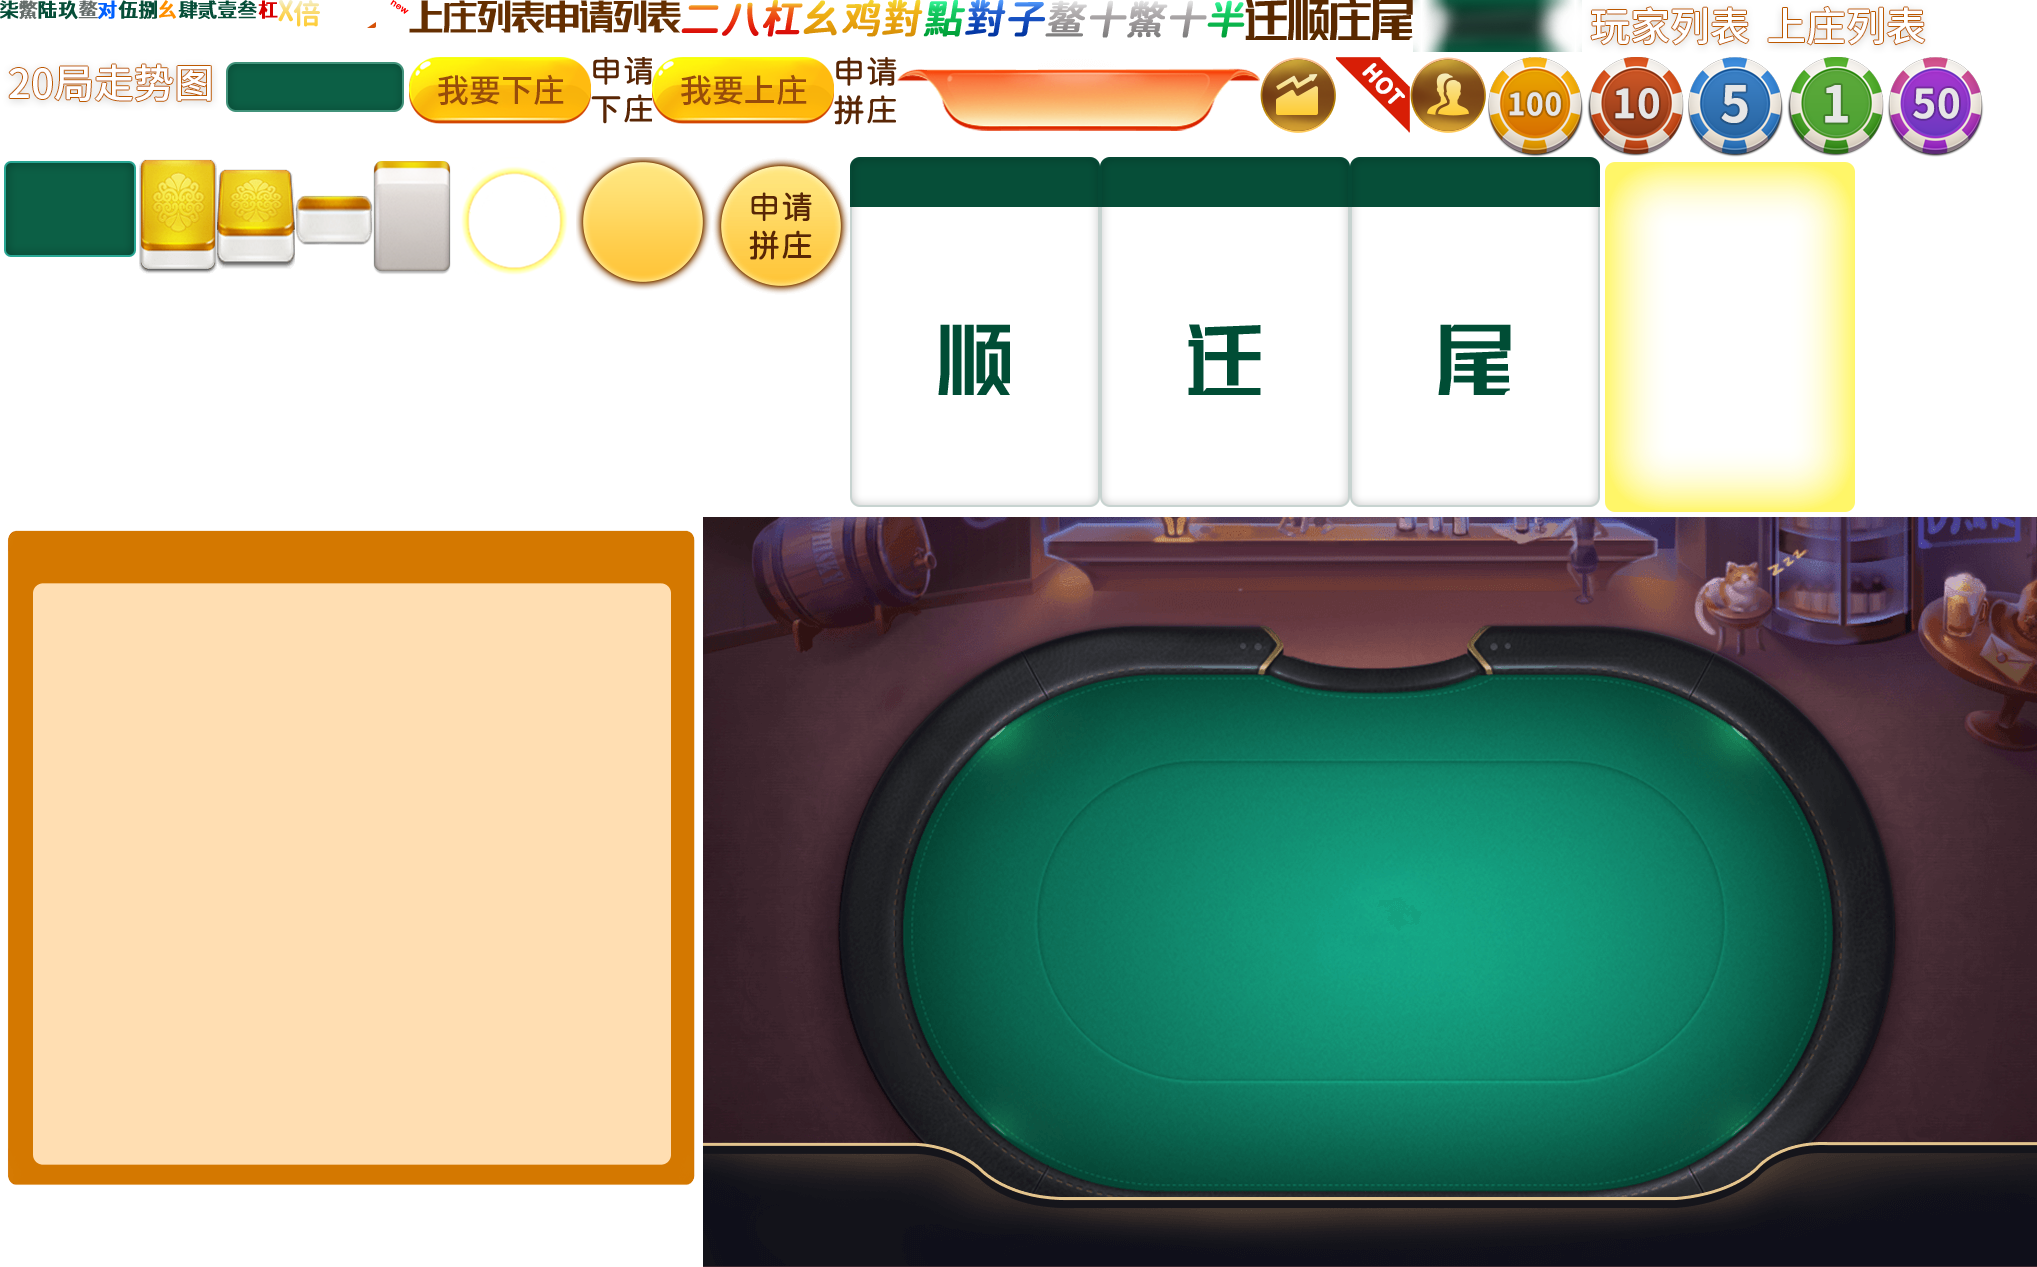 柒鱉陆玖鳌对伍捌幺肆贰壹叁杠X倍
new
上庄列表申请列表二八杠幺鸡對點對子鳌十鱉十半迁顺庄尾
玩家列表 上庄列表
20局走势图
我要下庄
申请
下庄
我要上庄
申请
拼庄
HOT
100
10
5
1
50
申请
拼庄
顺
迁
尾
zzz